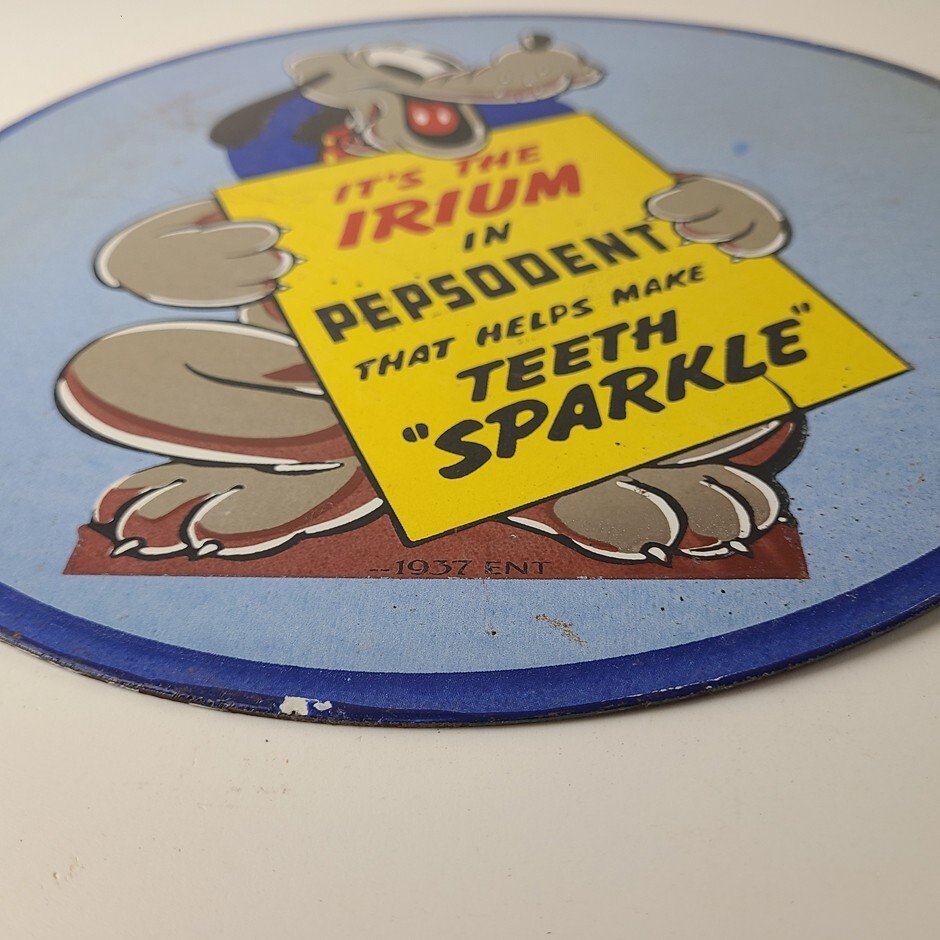 IT'S THE
IRIUM
IN
PEPSODENT
THAT HELPS MAKE
TEETH
"SPARKLE"
--1937 ENT